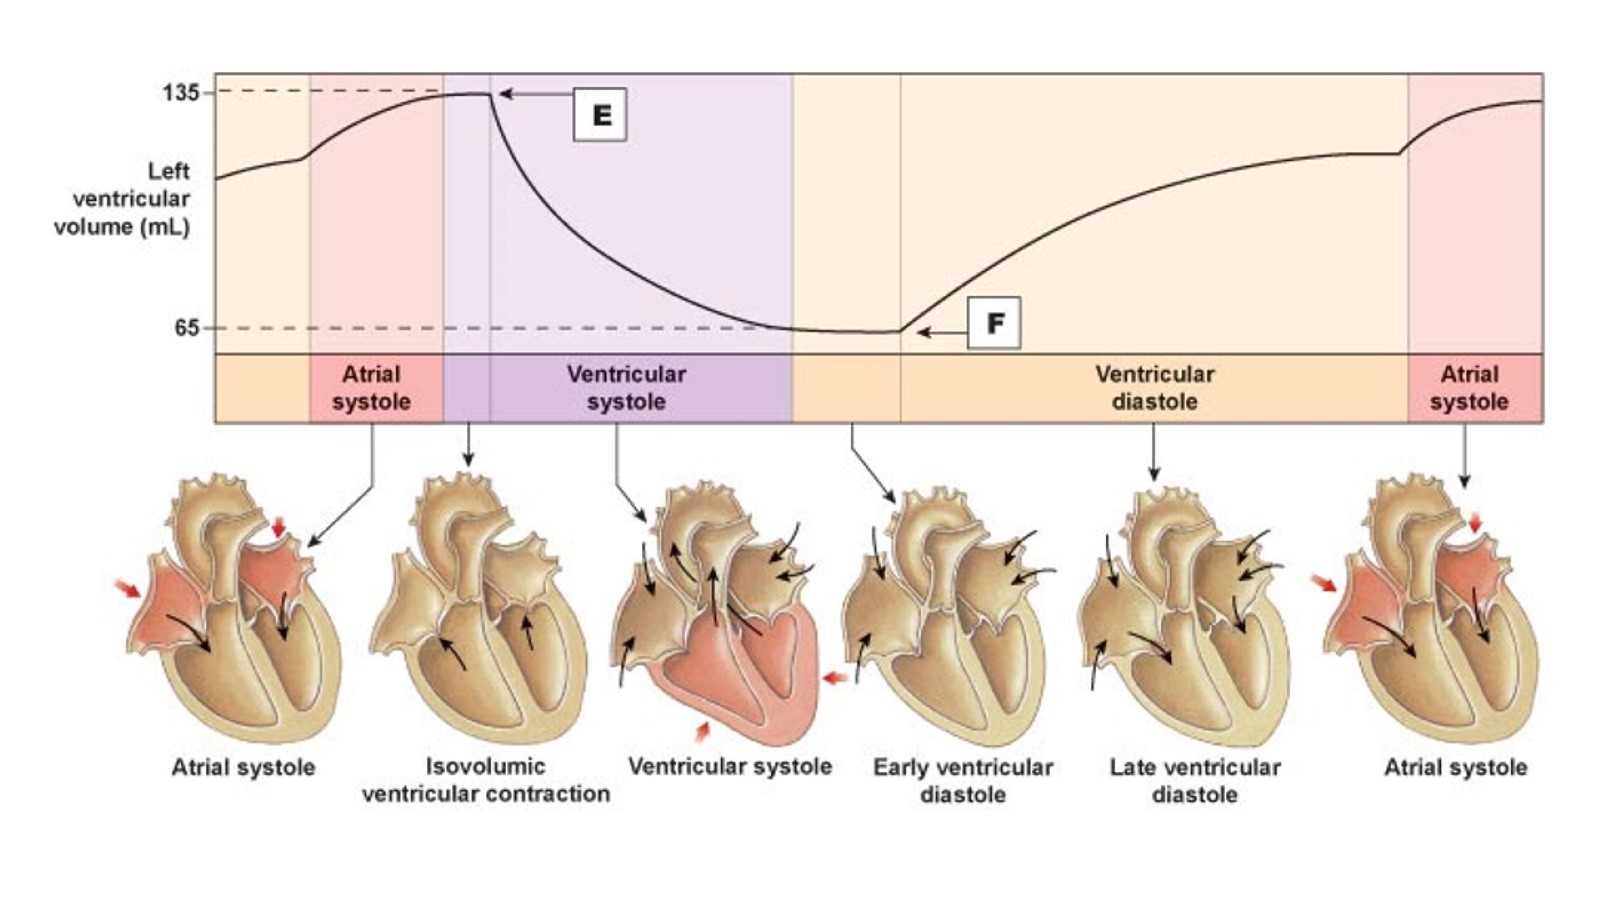 135
E
Left
ventricular
volume (mL)
65
F
Atrial
systole
Ventricular
systole
Ventricular
diastole
Atrial
systole
Atrial systole
Isovolumic
ventricular contraction
Ventricular systole
Early ventricular
diastole
Late ventricular
diastole
Atrial systole